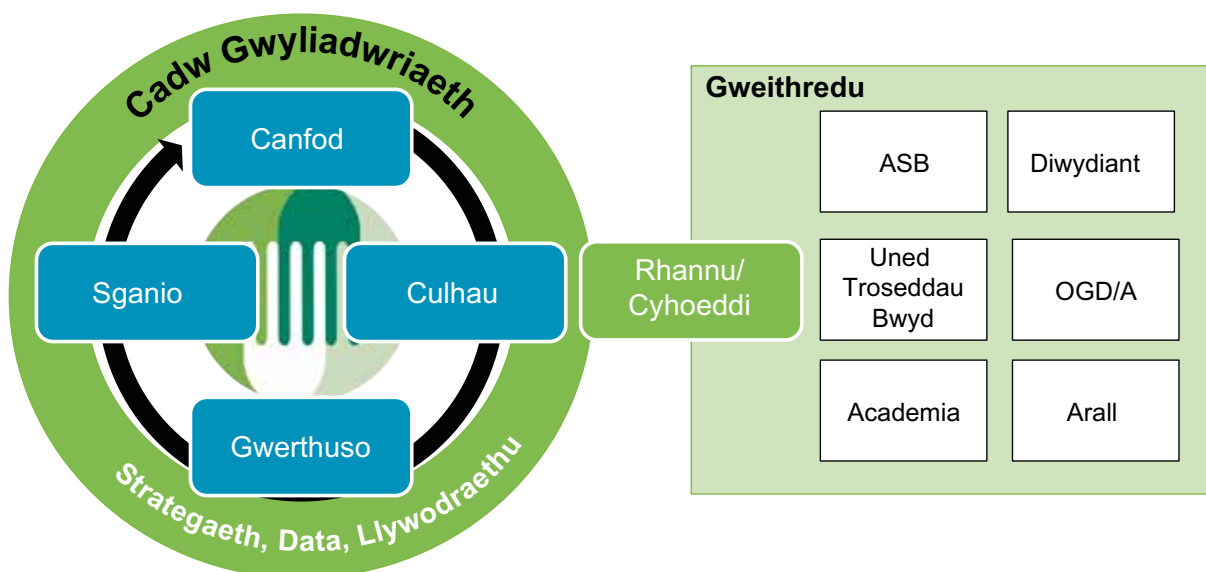 Cadw Gwyliadwriaeth
Canfod
Sganio
Culhau
Gwerthuso
Strategaeth, Data, Llywodraethu
Rhannu/
Cyhoeddi
Gweithredu
ASB
Diwydiant
Uned
Troseddau
Bwyd
OGD/A
Academia
Arall